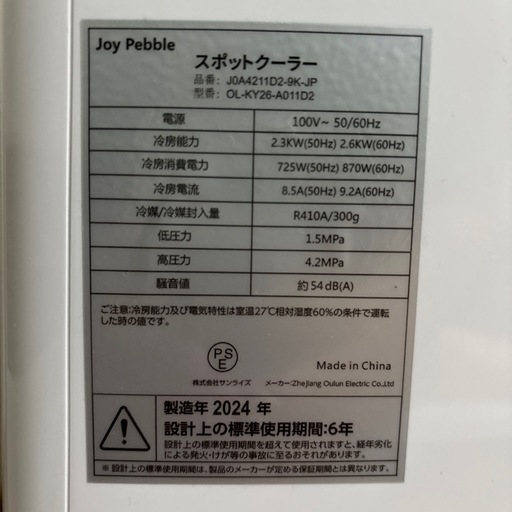 Joy Pebble
スポットクーラー
品番： J0A4211D2-9K-JP
型番： OL-KY26-A011D2
電源 100V~ 50/60Hz
冷房能力 2.3KW(50Hz) 2.6KW(60Hz)
冷房消費電力 725W(50Hz) 870W(60Hz)
冷房電流 8.5A(50Hz) 9.2A(60Hz)
冷媒/冷媒封入量 R410A/300g
低圧力 1.5MPa
高圧力 4.2MPa
騒音値 約54dB(A)
ご注意:冷房能力及び電気特性は室温27℃相対湿度60%の条件で運転
した時の値です。
PS
E
Made in China
株式会社サンライズ メーカー:Zhejiang Oulun Electric Co.,Ltd
製造年 2024 年
設計上の標準使用期間:6年
設計上の標準使用期間を超えて使用されますと、経年劣化
による発火・けが等の事故に至るおそれがあります。
※設計上の標準使用期間は、製品のメーカーが定める保証期間とは異なります。